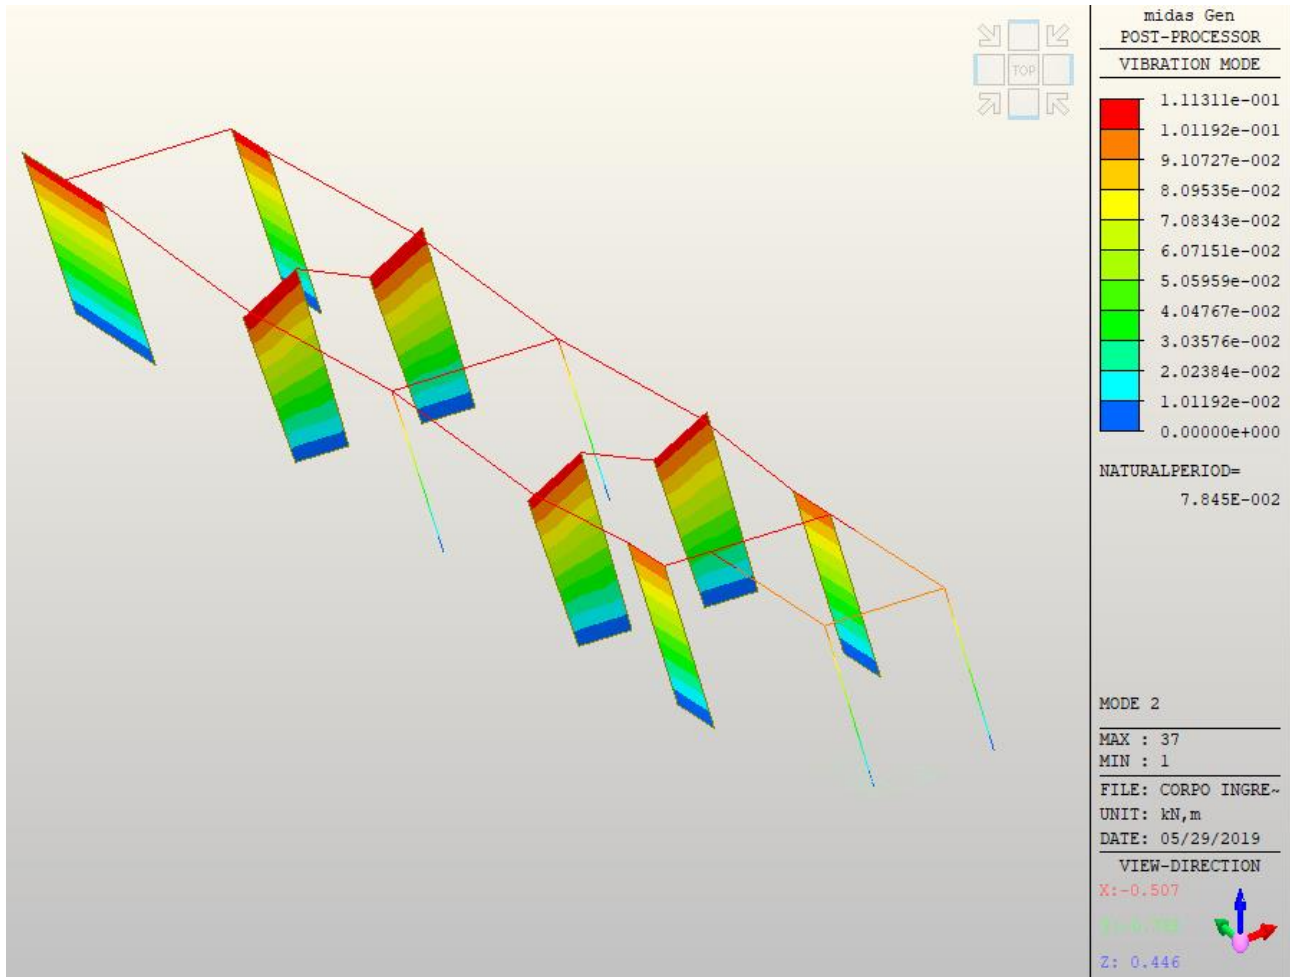 TOP
midas Gen
POST-PROCESSOR
VIBRATION MODE
1.11311e-001
1.01192e-001
9.10727e-002
8.09535e-002
7.08343e-002
6.07151e-002
5.05959e-002
4.04767e-002
3.03576e-002
2.02384e-002
1.01192e-002
0.00000e+000
NATURALPERIOD=
7.845E-002
MODE 2
MAX : 37
MIN : 1
FILE: CORPO INGRE~
UNIT: kN,m
DATE: 05/29/2019
VIEW-DIRECTION
X:-0.507
Z: 0.446